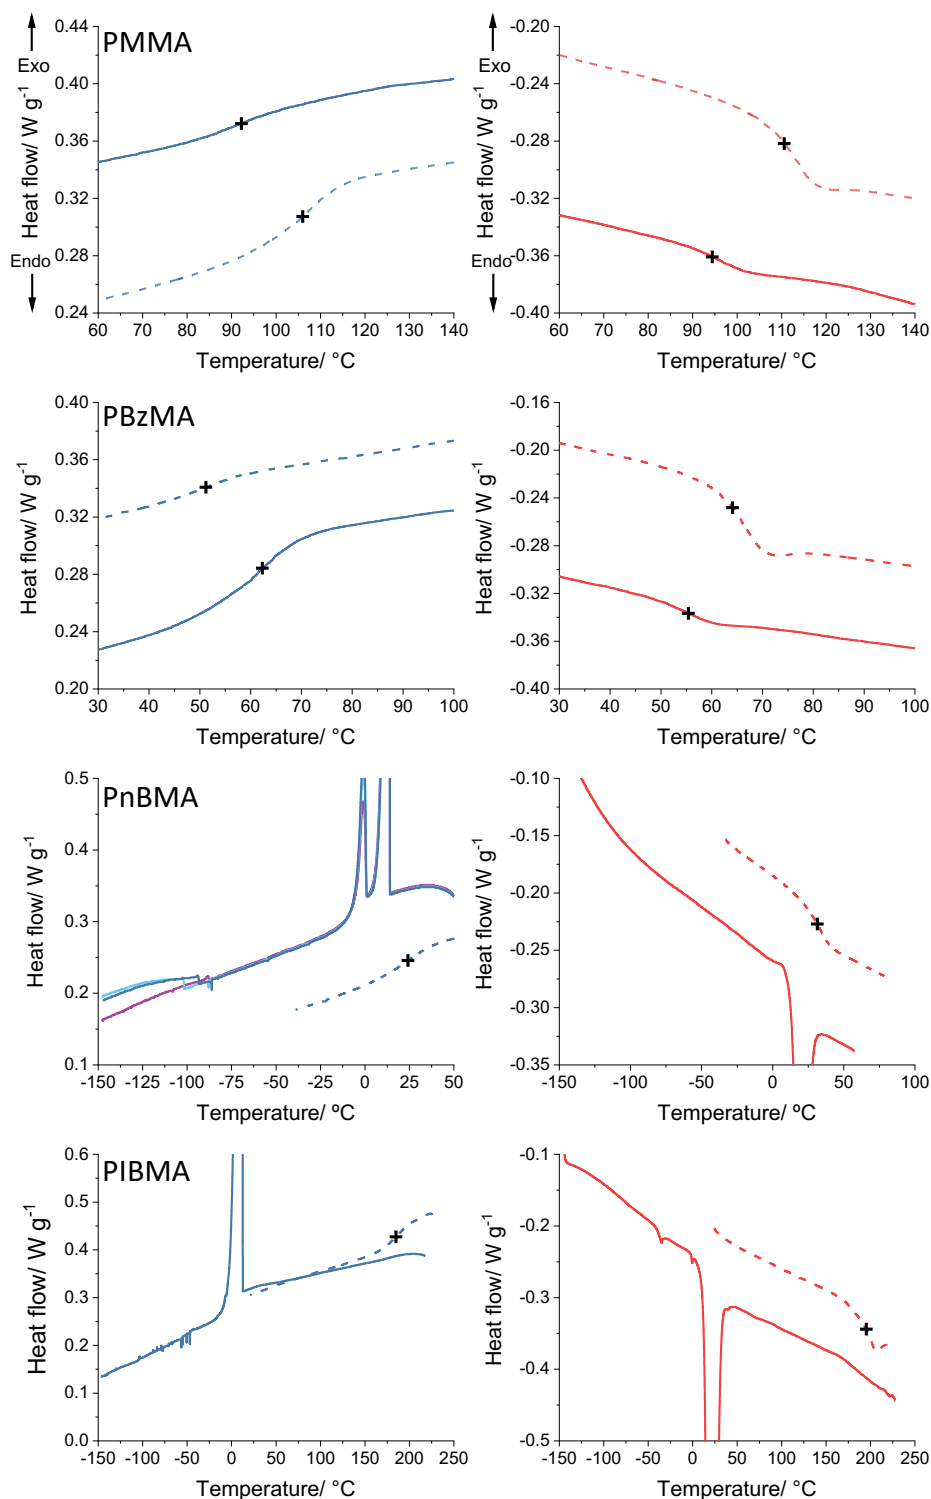 PMMA
Exo
Endo
Heat flow/ W g-1
0.44
0.40
0.36
0.32
0.28
0.24
60 70 80 90 100 110 120 130 140
Temperature/ °C
Exo
Endo
Heat flow/ W g-1
-0.20
-0.24
-0.28
-0.32
-0.36
-0.40
60 70 80 90 100 110 120 130 140
Temperature/ °C
PBzMA
Heat flow/ W g-1
0.40
0.36
0.32
0.28
0.24
0.20
30 40 50 60 70 80 90 100
Temperature/ °C
Heat flow/ W g-1
-0.16
-0.20
-0.24
-0.28
-0.32
-0.36
-0.40
30 40 50 60 70 80 90 100
Temperature/ °C
PnBMA
Heat flow/ W g-1
0.5
0.4
0.3
0.2
0.1
-150 -125 -100 -75 -50 -25 0 25 50
Temperature/ ºC
Heat flow/ W g-1
-0.10
-0.15
-0.20
-0.25
-0.30
-0.35
-150 -100 -50 0 50 100
Temperature/ ºC
PIBMA
Heat flow/ W g-1
0.6
0.5
0.4
0.3
0.2
0.1
0.0
-150 -100 -50 0 50 100 150 200 250
Temperature/ °C
Heat flow/ W g-1
-0.1
-0.2
-0.3
-0.4
-0.5
-150 -100 -50 0 50 100 150 200 250
Temperature/ °C